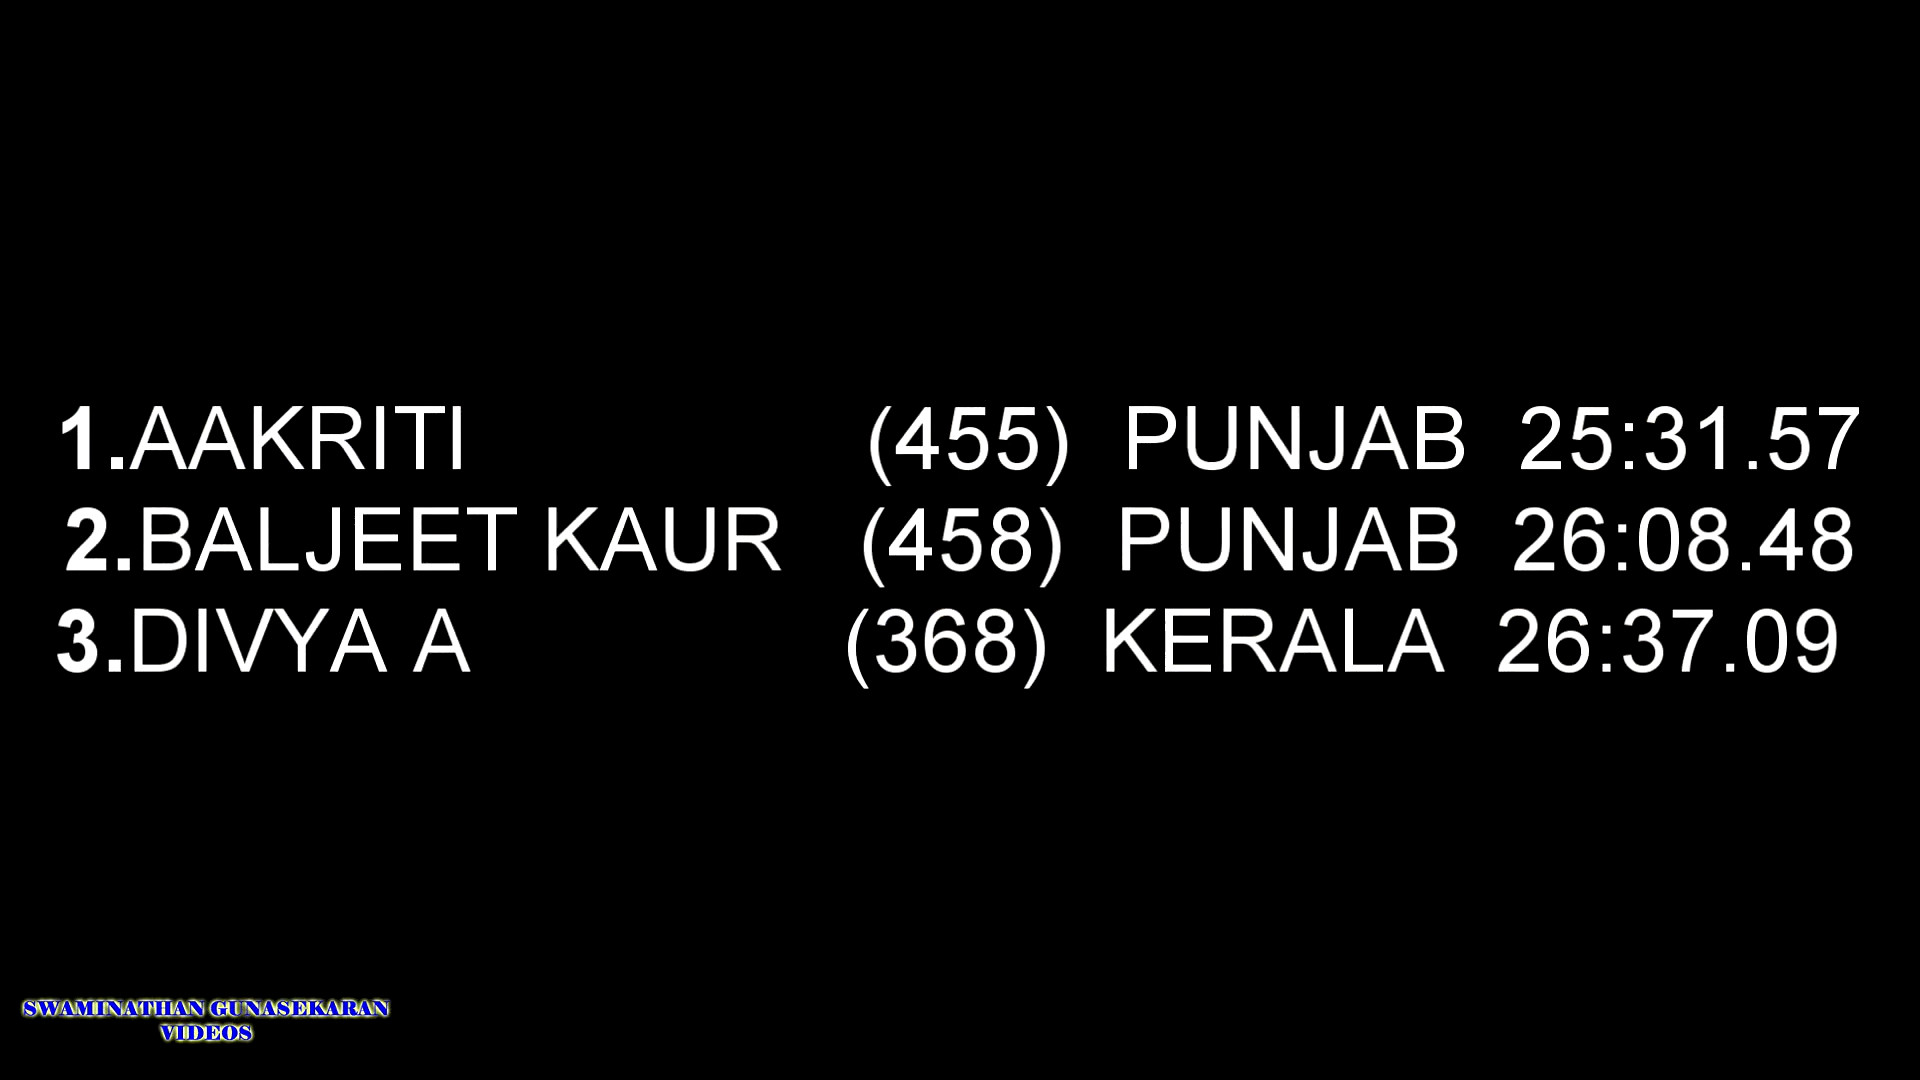 1.AAKRITI (455) PUNJAB 25:31.57
2.BALJEET KAUR (458) PUNJAB 26:08.48
3.DIVYA A (368) KERALA 26:37.09
SWAMINATHAN GUNASEKARAN
VIDEOS